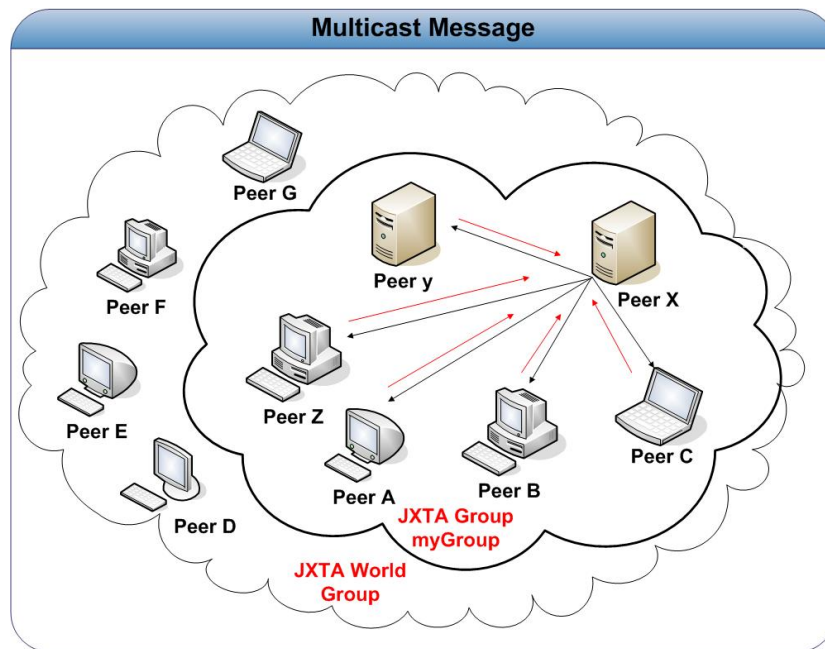 Multicast Message
Peer G
Peer y
Peer X
Peer F
Peer Z
Peer E
Peer A
Peer B
Peer C
Peer D
JXTA Group
myGroup
JXTA World
Group